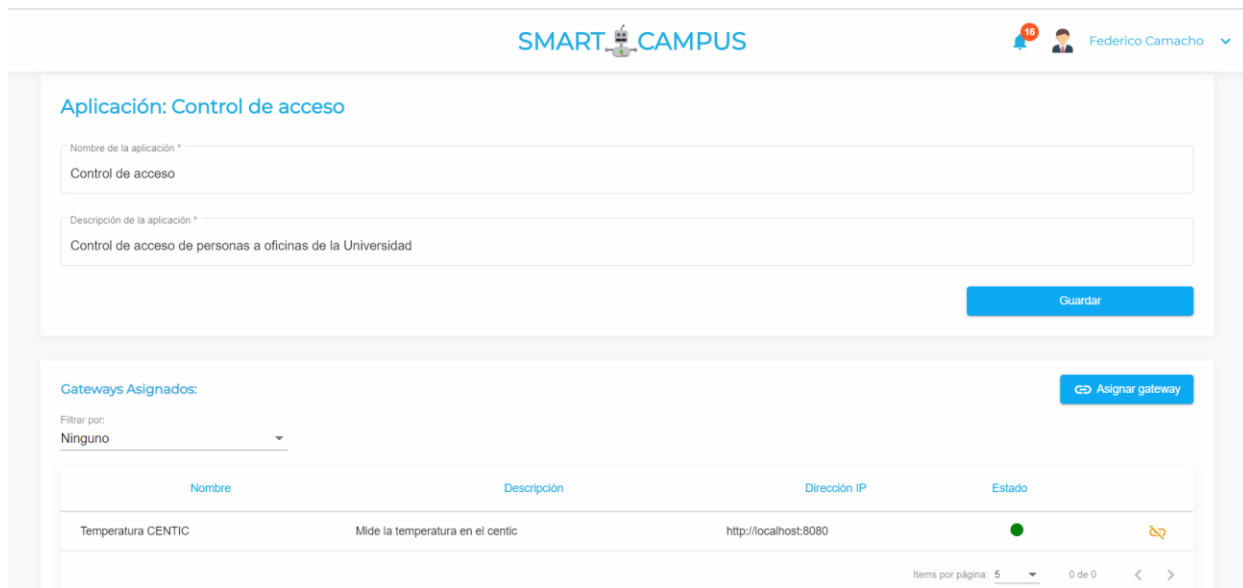 SMART CAMPUS
16
Federico Camacho
Aplicación: Control de acceso
Nombre de la aplicación *
Control de acceso
Descripción de la aplicación *
Control de acceso de personas a oficinas de la Universidad
Guardar
Gateways Asignados:
Asignar gateway
Filtrar por:
Ninguno
Nombre Descripción Dirección IP Estado
Temperatura CENTIC Mide la temperatura en el centic http://localhost:8080
Items por página: 5 0 de 0